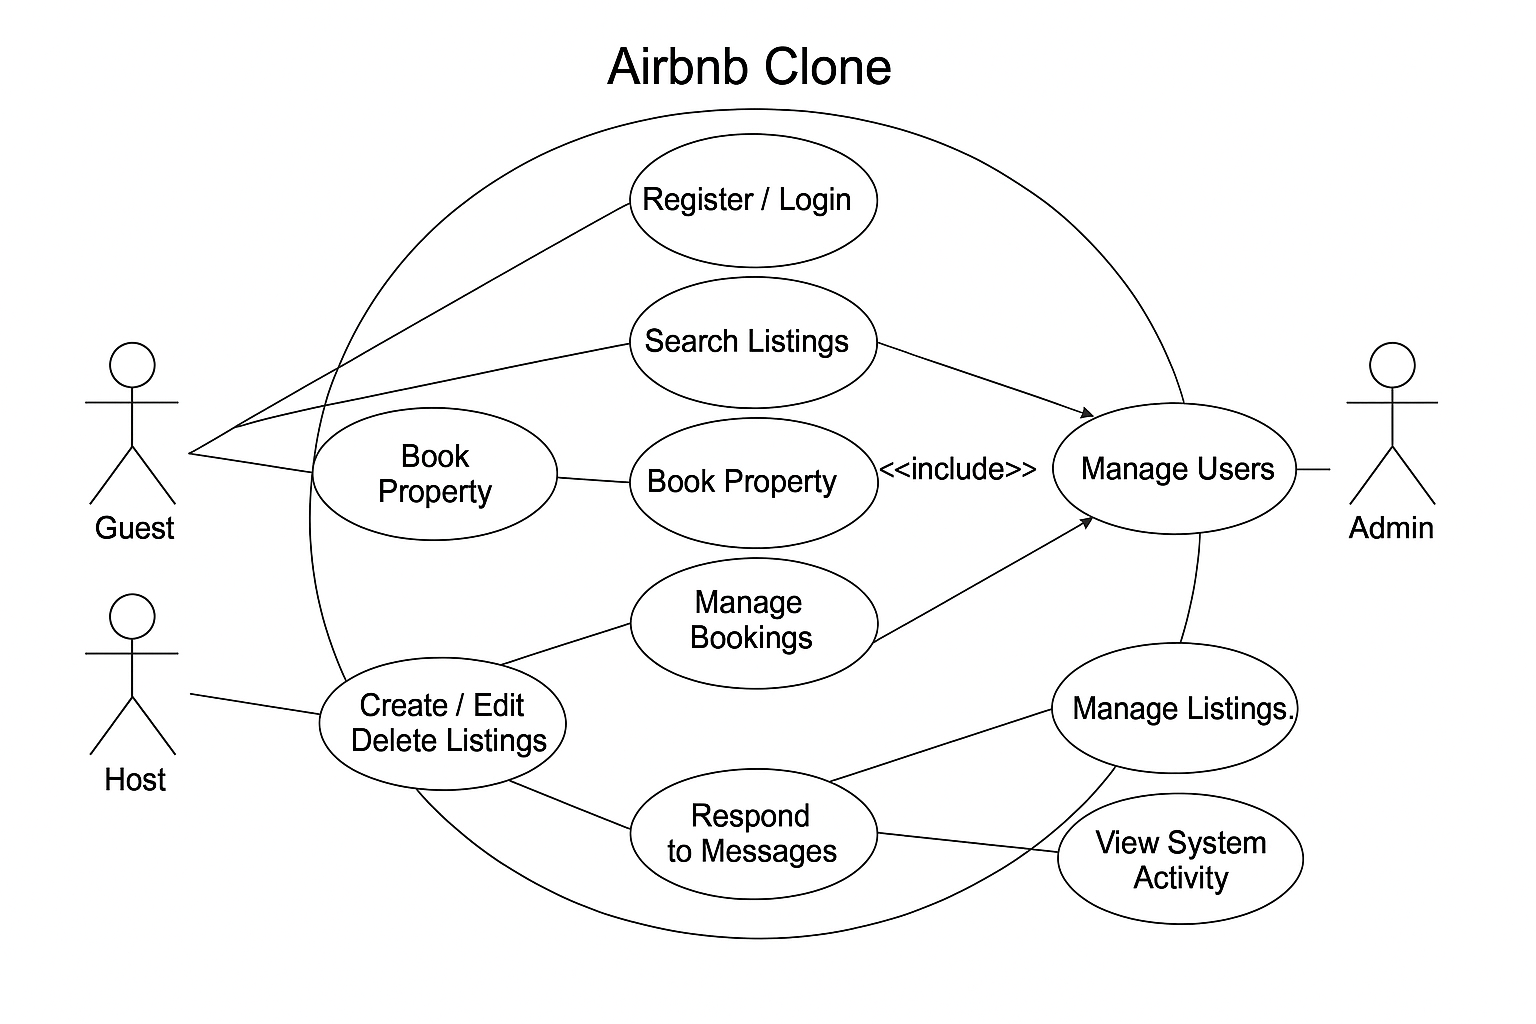 Airbnb Clone
Register / Login
Search Listings
Book
Property
Book Property
<<include>>
Manage Users
Guest
Admin
Manage
Bookings
Create / Edit
Delete Listings
Manage Listings.
Host
Respond
to Messages
View System
Activity